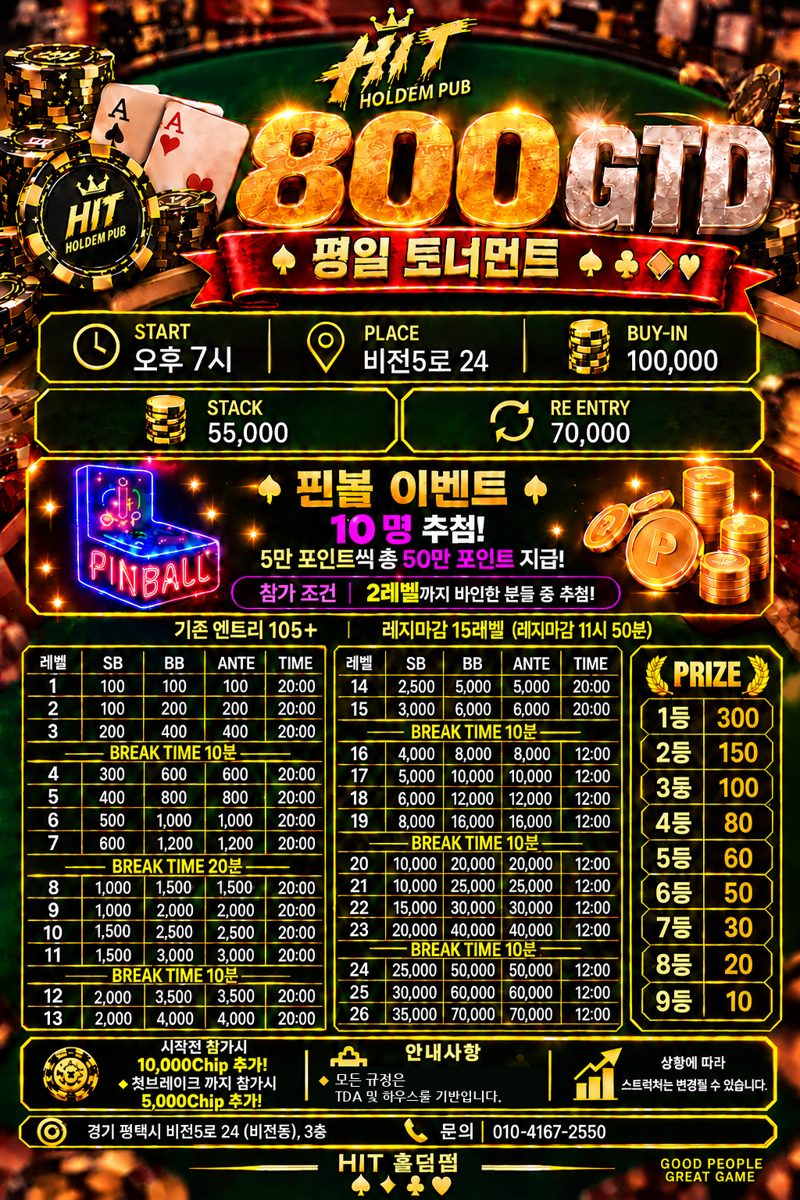 HIT
HOLDEM PUB
A
A
HIT
HOLDEM PUB
800 GTD
평일 토너먼트
START
오후 7시
PLACE
비전5로 24
BUY-IN
100,000
STACK
55,000
RE ENTRY
70,000
PINBALL
핀볼 이벤트
10명 추첨!
5만 포인트씩 총 50만 포인트 지급!
참가 조건 | 2레벨까지 바인한 분들 중 추첨!
P
기존 엔트리 105+ | 레지마감 15래벨 (레지마감 11시 50분)
레벨 SB BB ANTE TIME
1 100 100 100 20:00
2 100 200 200 20:00
3 200 400 400 20:00
BREAK TIME 10분
4 300 600 600 20:00
5 400 800 800 20:00
6 500 1,000 1,000 20:00
7 600 1,200 1,200 20:00
BREAK TIME 20분
8 1,000 1,500 1,500 20:00
9 1,000 2,000 2,000 20:00
10 1,500 2,500 2,500 20:00
11 1,500 3,000 3,000 20:00
BREAK TIME 10분
12 2,000 3,500 3,500 20:00
13 2,000 4,000 4,000 20:00
레벨 SB BB ANTE TIME
14 2,500 5,000 5,000 20:00
15 3,000 6,000 6,000 20:00
BREAK TIME 10분
16 4,000 8,000 8,000 12:00
17 5,000 10,000 10,000 12:00
18 6,000 12,000 12,000 12:00
19 8,000 16,000 16,000 12:00
BREAK TIME 10분
20 10,000 20,000 20,000 12:00
21 10,000 25,000 25,000 12:00
22 15,000 30,000 30,000 12:00
23 20,000 40,000 40,000 12:00
BREAK TIME 10분
24 25,000 50,000 50,000 12:00
25 30,000 60,000 60,000 12:00
26 35,000 70,000 70,000 12:00
PRIZE
1등 300
2등 150
3등 100
4등 80
5등 60
6등 50
7등 30
8등 20
9등 10
시작전 참가시
10,000Chip 추가!
첫브레이크 까지 참가시
5,000Chip 추가!
안내사항
모든 규정은
TDA 및 하우스룰 기반입니다.
상황에 따라
스트럭처는 변경될 수 있습니다.
경기 평택시 비전5로 24 (비전동), 3층
문의 | 010-4167-2550
HIT 홀덤펍
GOOD PEOPLE
GREAT GAME